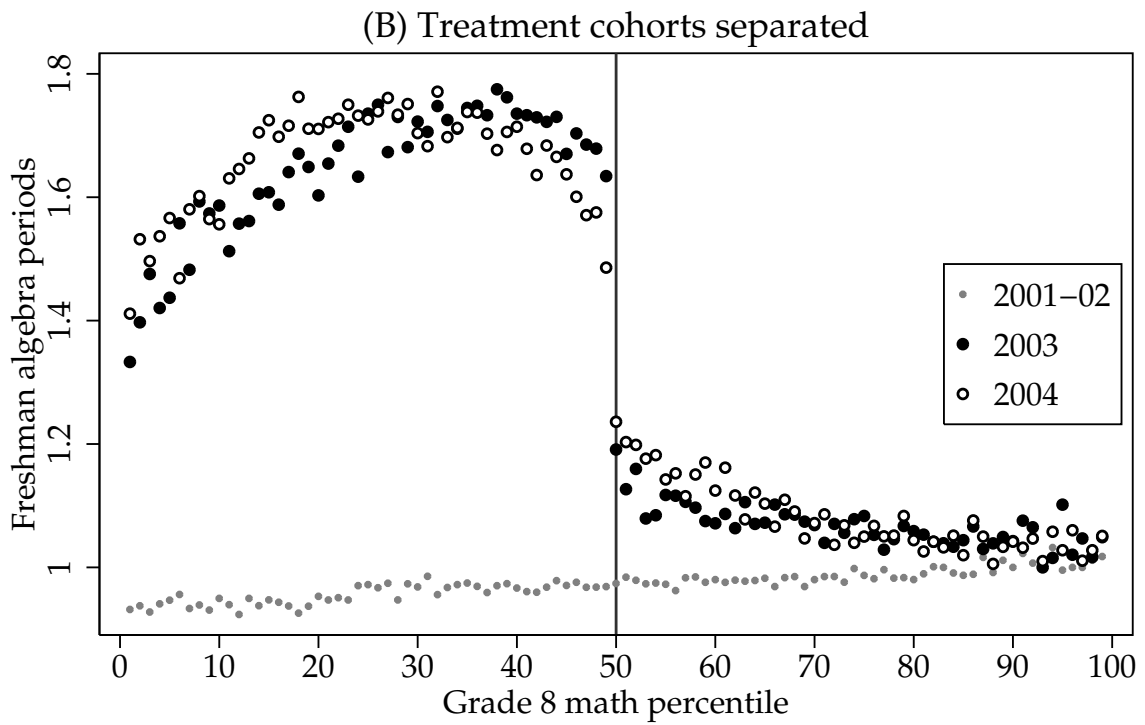 (B) Treatment cohorts separated
Freshman algebra periods
1.8
1.6
1.4
1.2
1
2001–02
2003
2004
0 10 20 30 40 50 60 70 80 90 100
Grade 8 math percentile